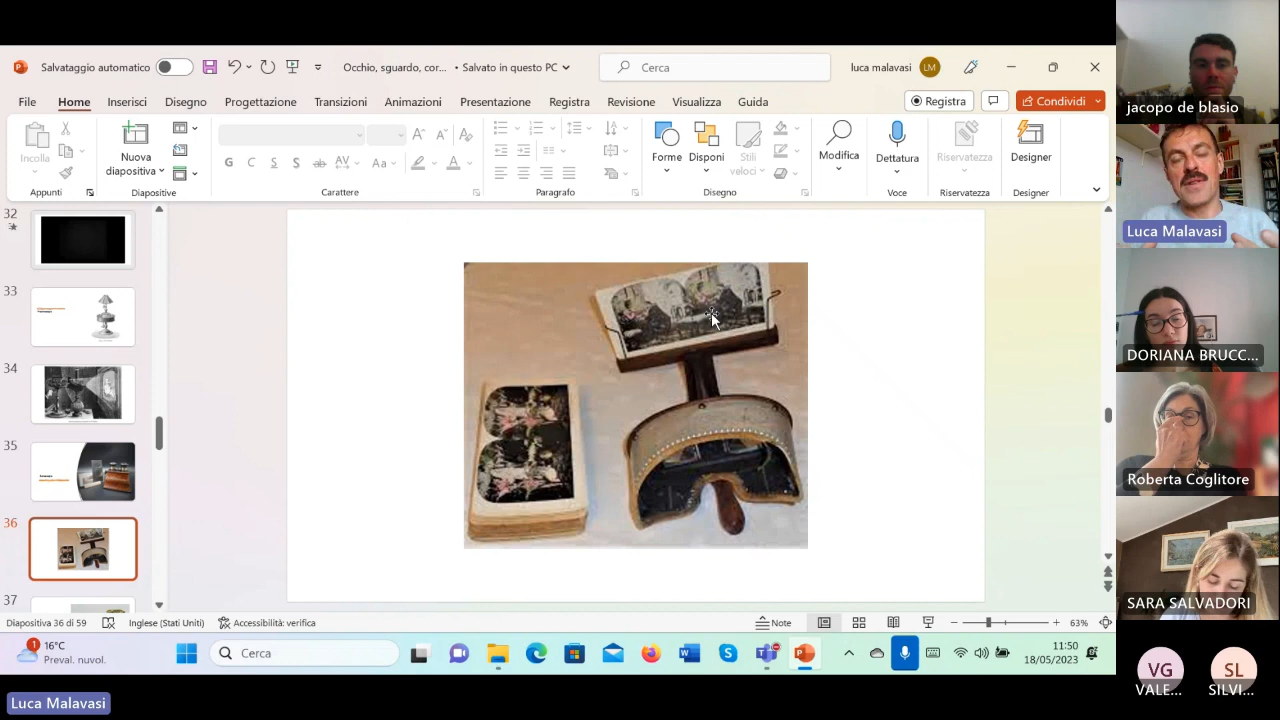 Salvataggio automatico
Occhio, sguardo, cor... • Salvato in questo PC
Cerca
luca malavasi
LM
File
Home
Inserisci
Disegno
Progettazione
Transizioni
Animazioni
Presentazione
Registra
Revisione
Visualizza
Guida
Registra
Condividi
Incolla
Nuova
diapositiva
G C S S ab AV Aa A
Forme
Disponi
Stili
veloci
Modifica
Dettatura
Riservatezza
Designer
Appunti
Diapositive
Carattere
Paragrafo
Disegno
Voce
Riservatezza
Designer
32
33
34
35
36
37
Diapositiva 36 di 59
Inglese (Stati Uniti)
Accessibilità: verifica
Note
63%
1
16°C
Preval. nuvol
Cerca
11:50
18/05/2023
Luca Malavasi
jacopo de blasio
Luca Malavasi
DORIANA BRUCC...
Roberta Coglitore
SARA SALVADORI
VG
VALE...
SL
SILVI...